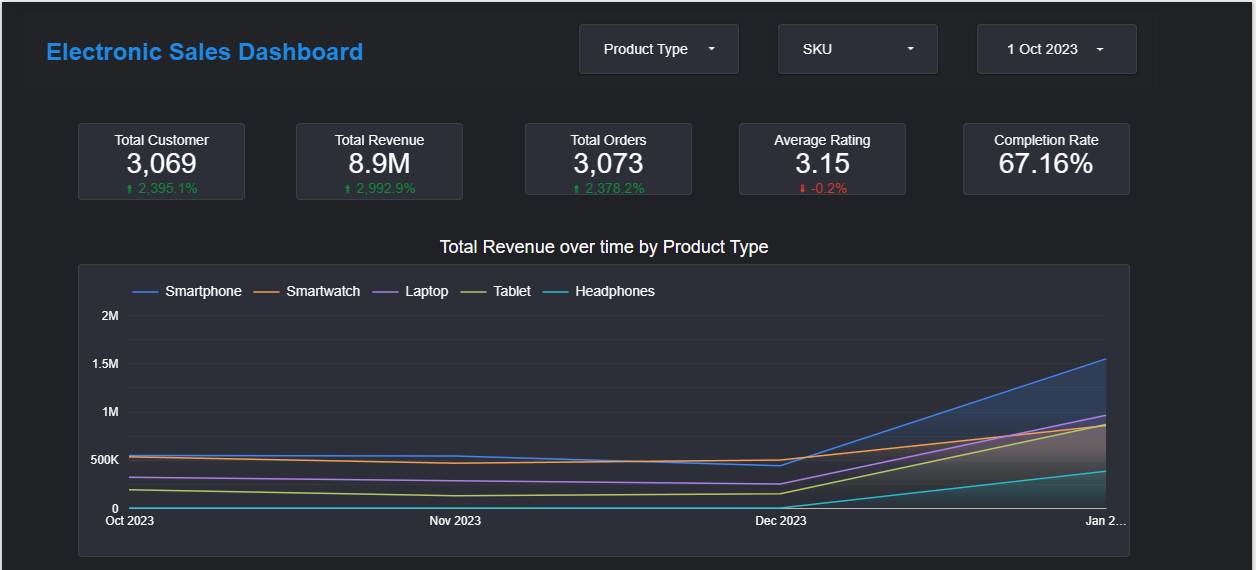 Electronic Sales Dashboard
Product Type
SKU
1 Oct 2023
Total Customer
3,069
2,395.1%
Total Revenue
8.9M
2,992.9%
Total Orders
3,073
2,378.2%
Average Rating
3.15
-0.2%
Completion Rate
67.16%
Total Revenue over time by Product Type
Smartphone Smartwatch Laptop Tablet Headphones
2M
1.5M
1M
500K
0
Oct 2023 Nov 2023 Dec 2023 Jan 2...